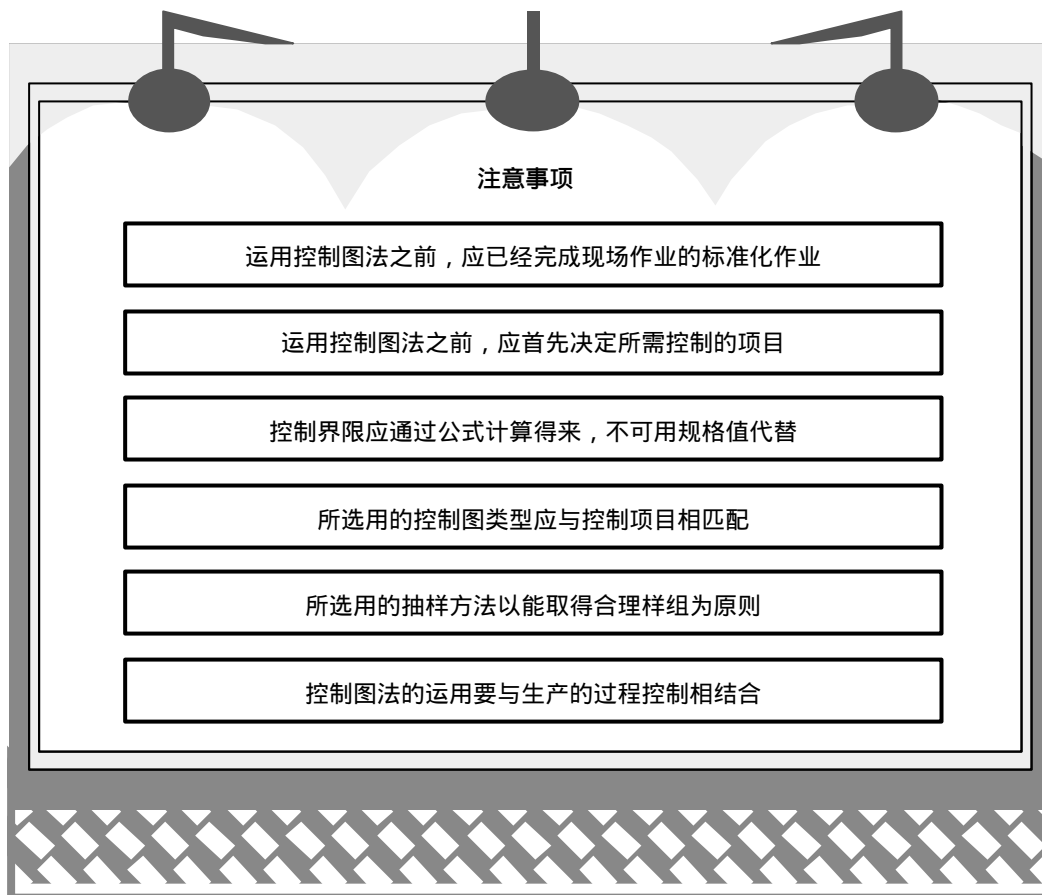 注意事项
运用控制图法之前，应已经完成现场作业的标准化作业
运用控制图法之前，应首先决定所需控制的项目
控制界限应通过公式计算得来，不可用规格值代替
所选用的控制图类型应与控制项目相匹配
所选用的抽样方法以能取得合理样组为原则
控制图法的运用要与生产的过程控制相结合